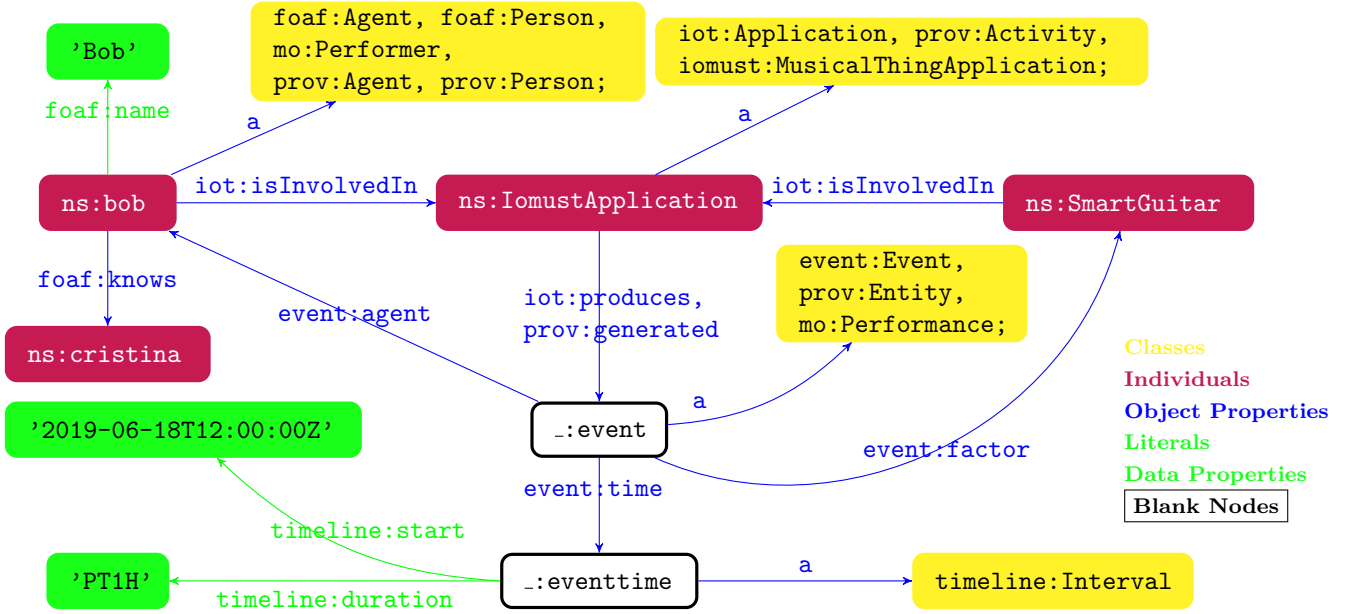 foaf:Agent, foaf:Person,
mo:Performer,
prov:Agent, prov:Person;
iot:Application, prov:Activity,
iomust:MusicalThingApplication;
’Bob’
foaf:name
a
a
ns:bob
iot:isInvolvedIn
ns:IomustApplication
iot:isInvolvedIn
ns:SmartGuitar
foaf:knows
event:agent
iot:produces,
prov:generated
event:Event,
prov:Entity,
mo:Performance;
ns:cristina
Classes
Individuals
Object Properties
Literals
Data Properties
Blank Nodes
’2019-06-18T12:00:00Z’
_:event
a
event:factor
event:time
timeline:start
’PT1H’
timeline:duration
_:eventtime
a
timeline:Interval